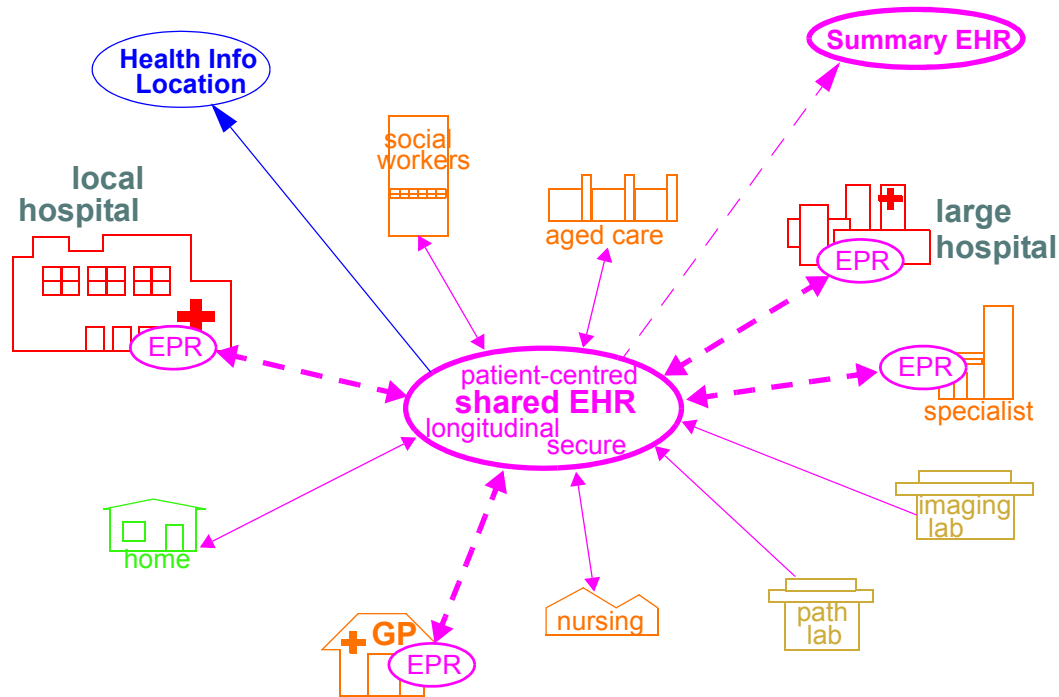 Health Info
Location
Summary EHR
social
workers
local
hospital
aged care
large
hospital
EPR
EPR
EPR
specialist
patient-centred
shared EHR
longitudinal
secure
imaging
lab
home
nursing
path
lab
GP
EPR